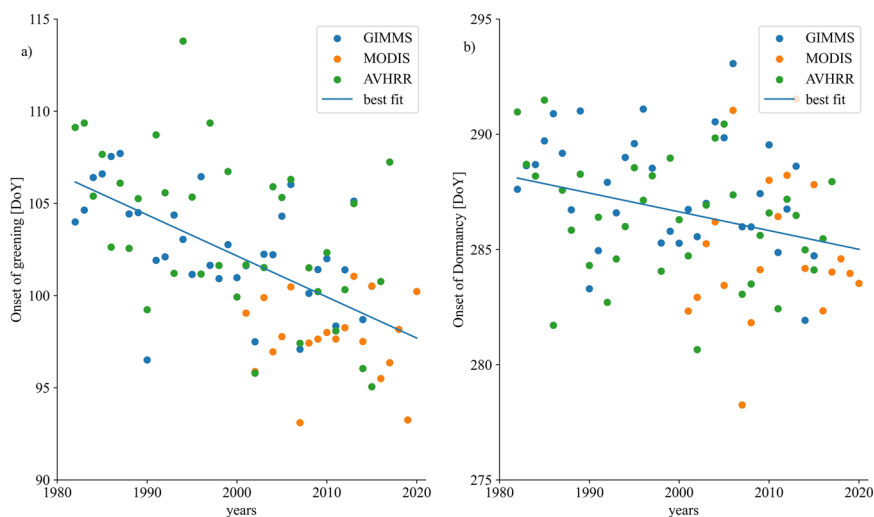 115
110
105
100
95
90
1980
1990
2000
2010
2020
years
Onset of greening [DoY]
a)
GIMMS
MODIS
AVHRR
best fit
295
290
285
280
275
1980
1990
2000
2010
2020
years
Onset of Dormancy [DoY]
b)
GIMMS
MODIS
AVHRR
best fit